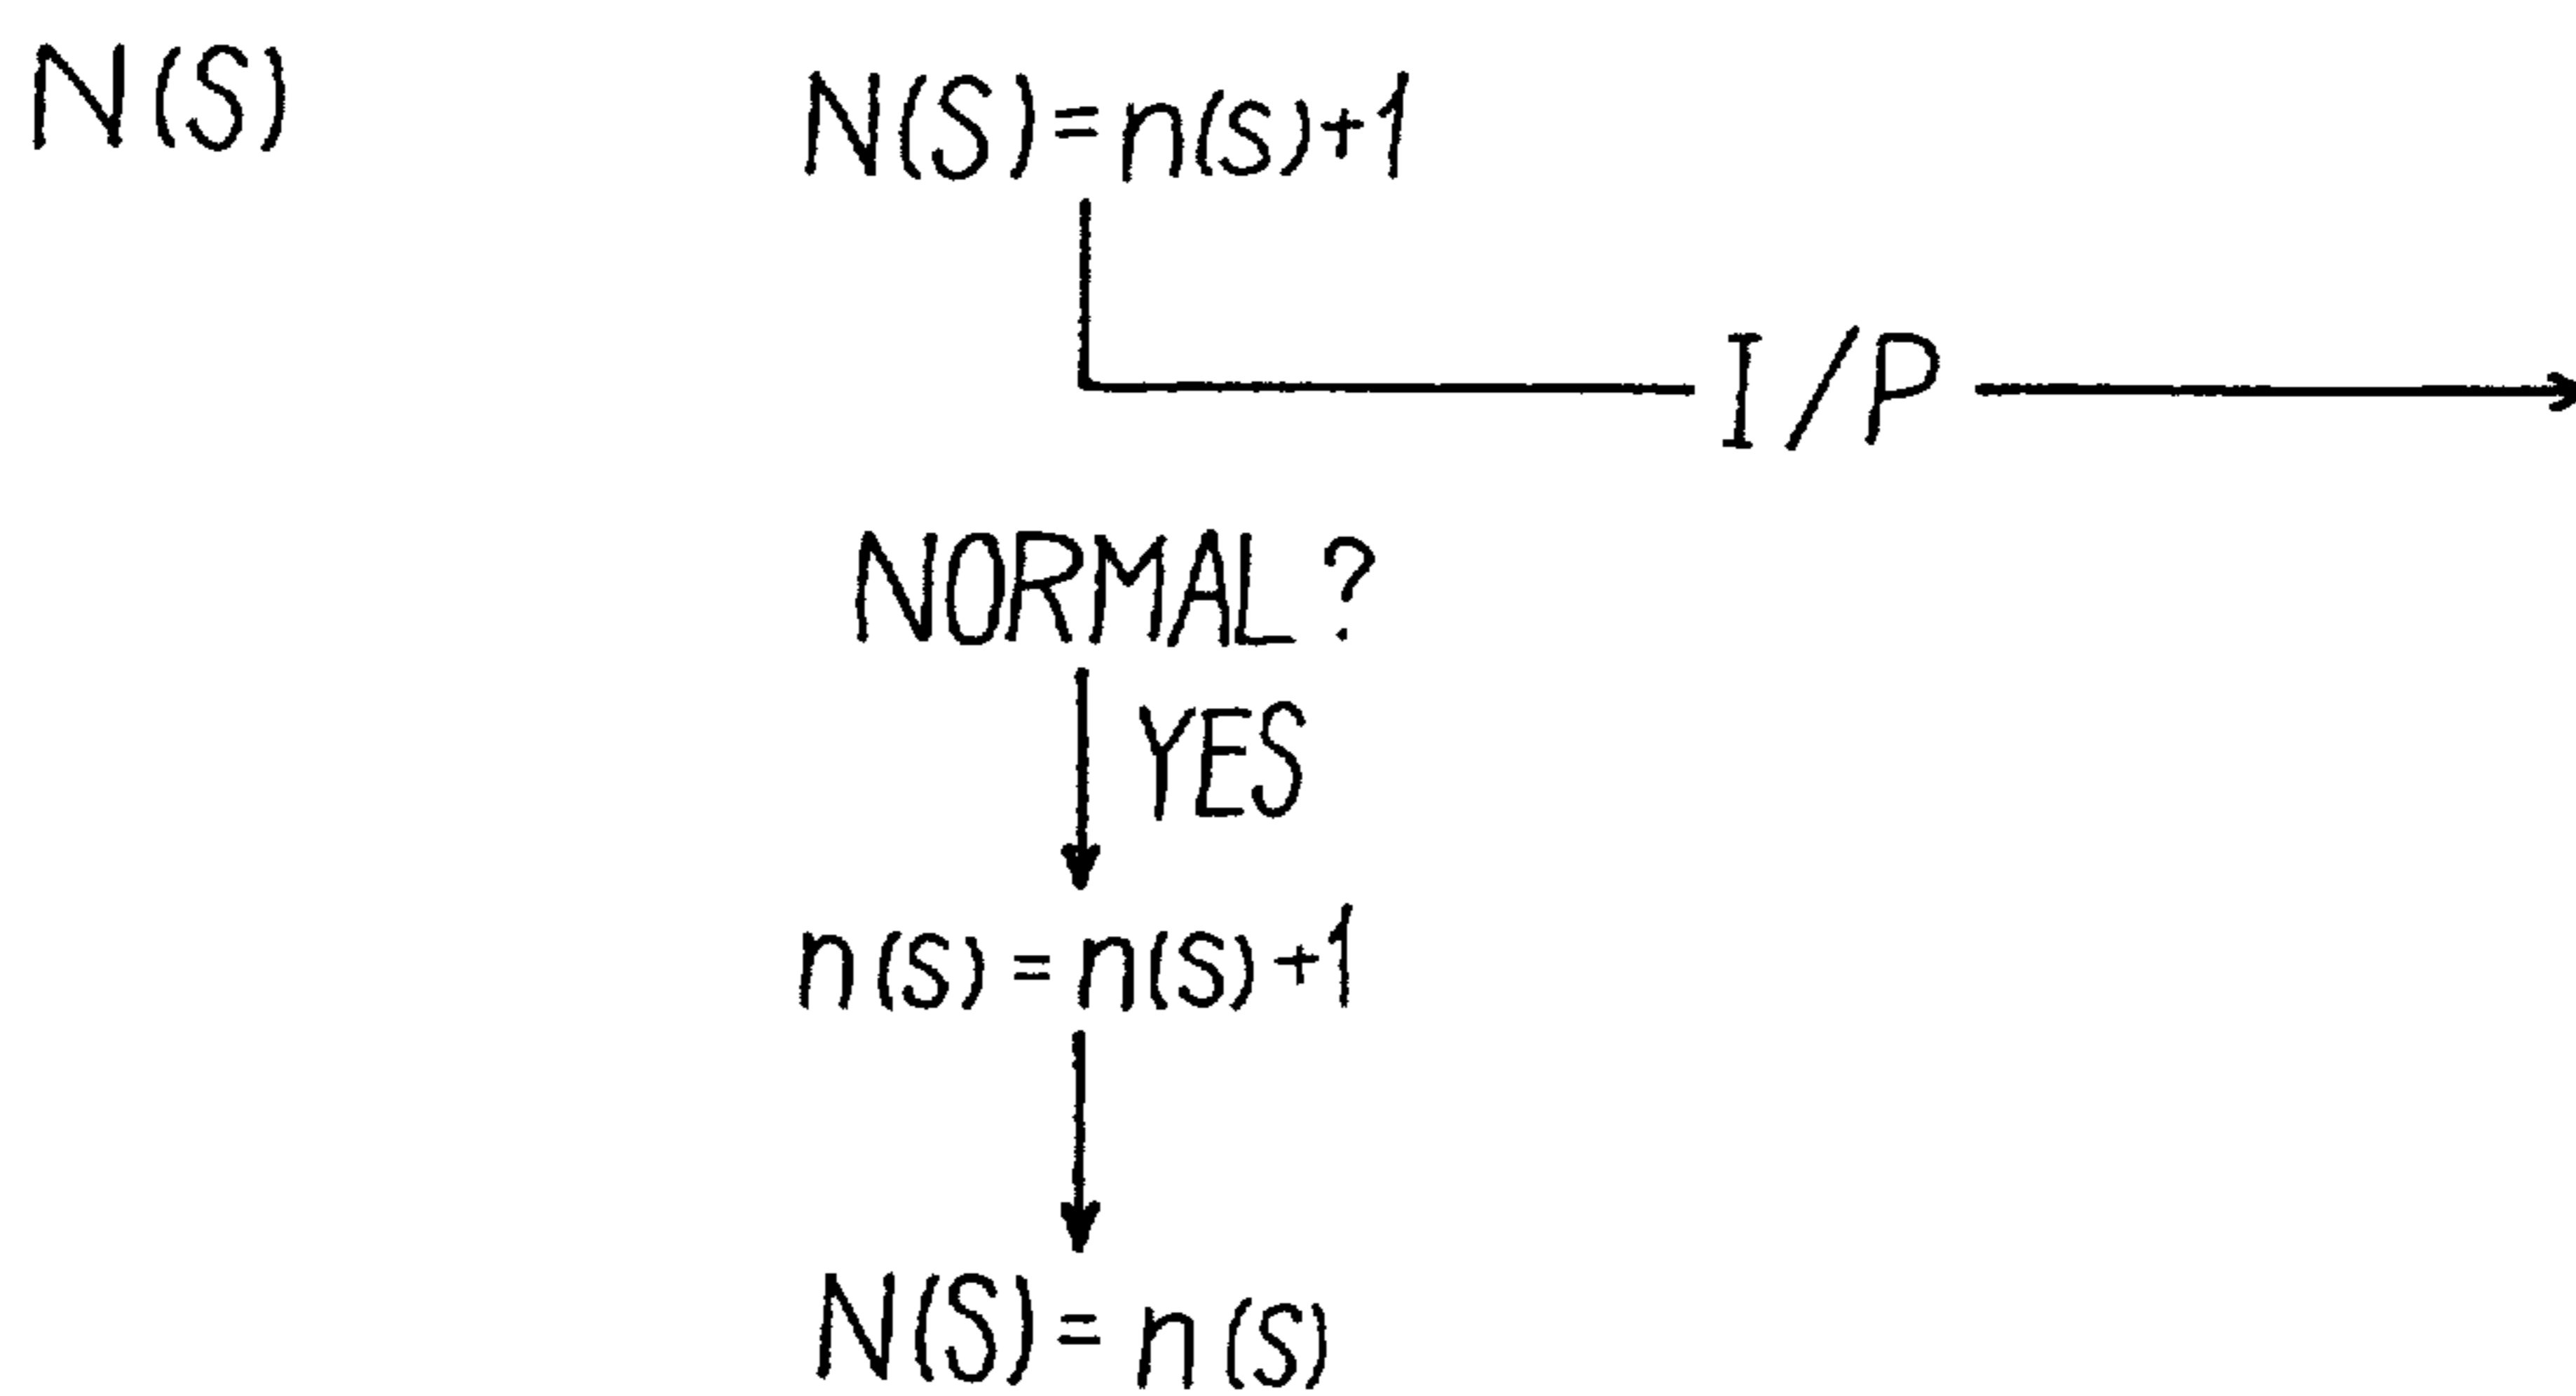 N(S)
N(S)=n(s)+1
I/P
NORMAL?
YES
n(s)=n(s)+1
N(S)=n(s)